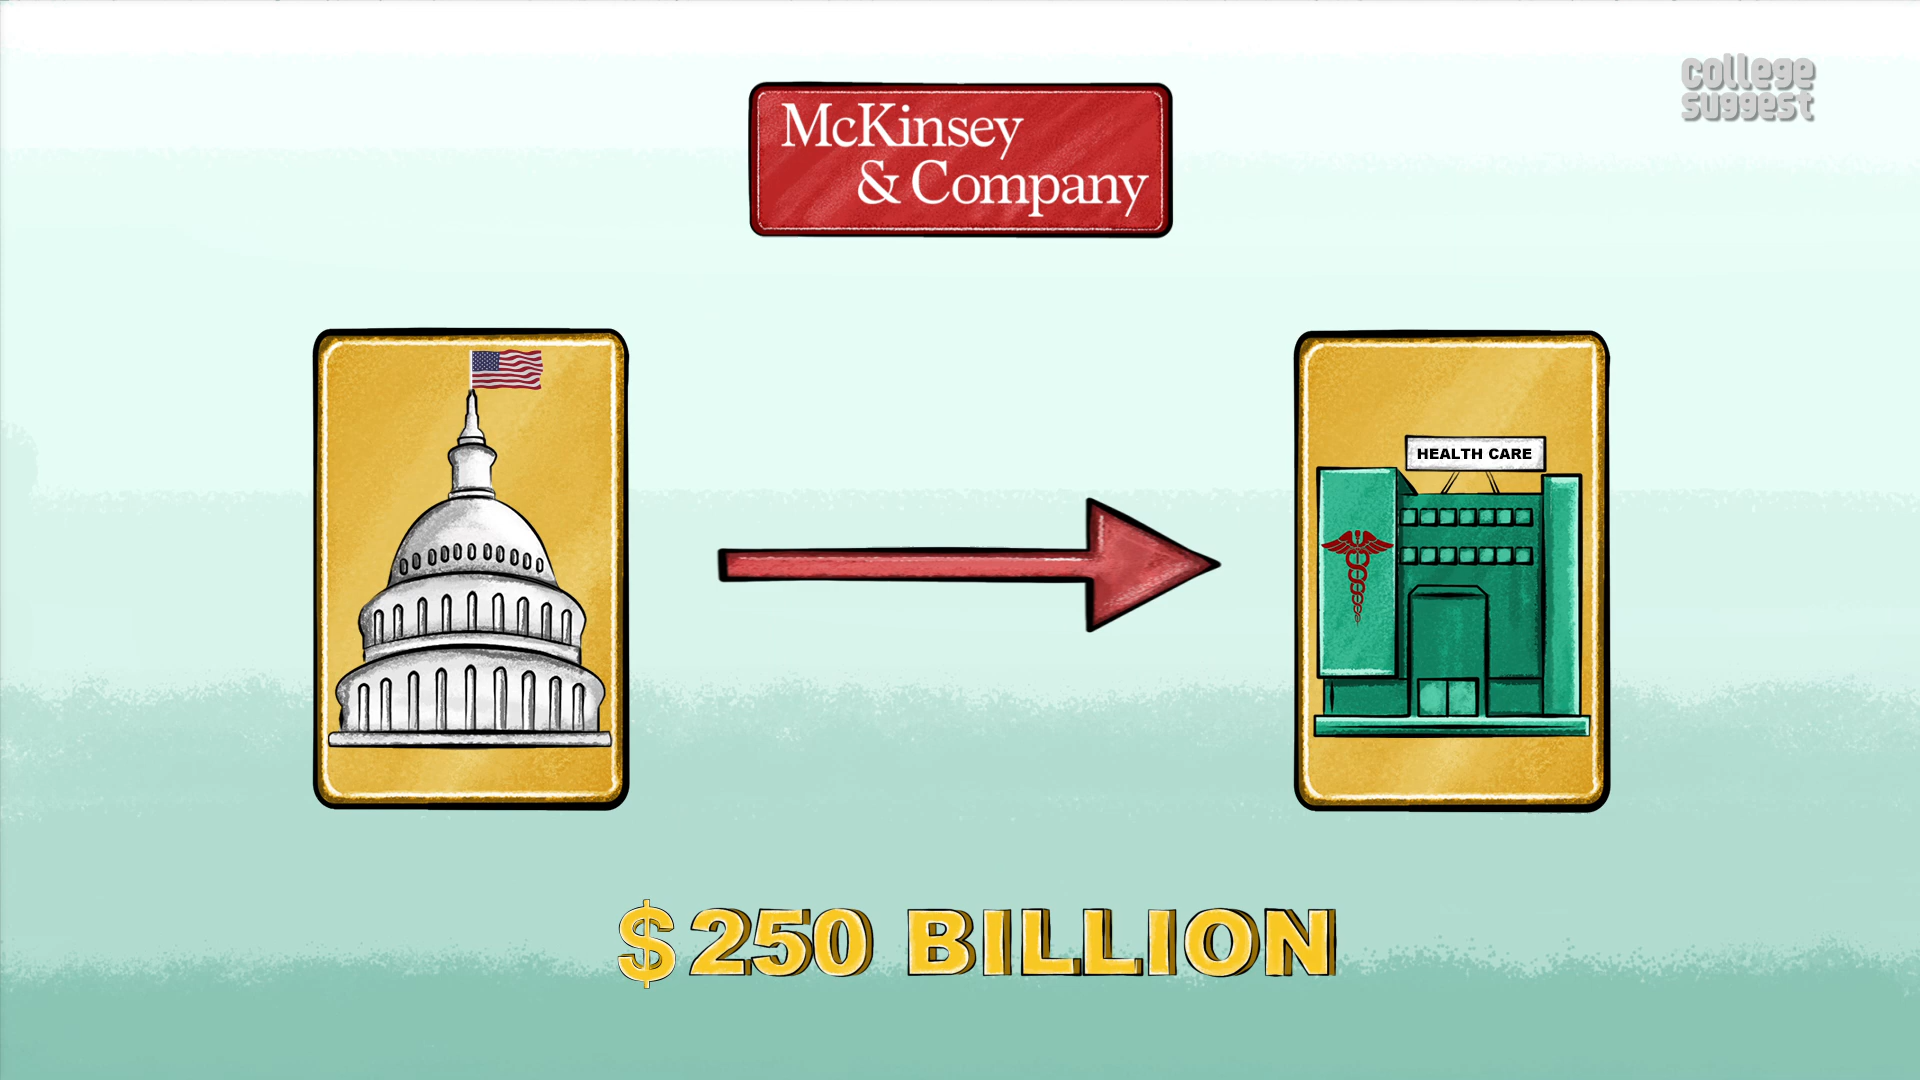 college
suggest
McKinsey
& Company
HEALTH CARE
$250 BILLION